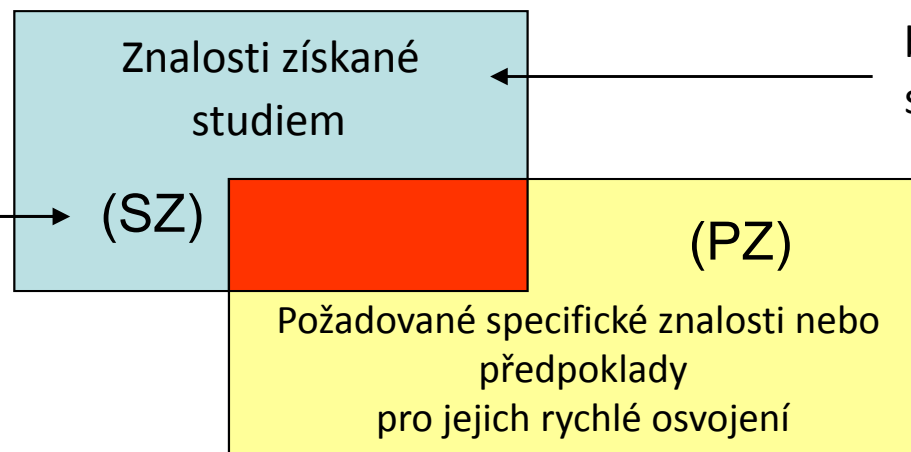 Znalosti získané
studiem
(SZ)
(PZ)
Požadované specifické znalosti nebo
předpoklady
pro jejich rychlé osvojení